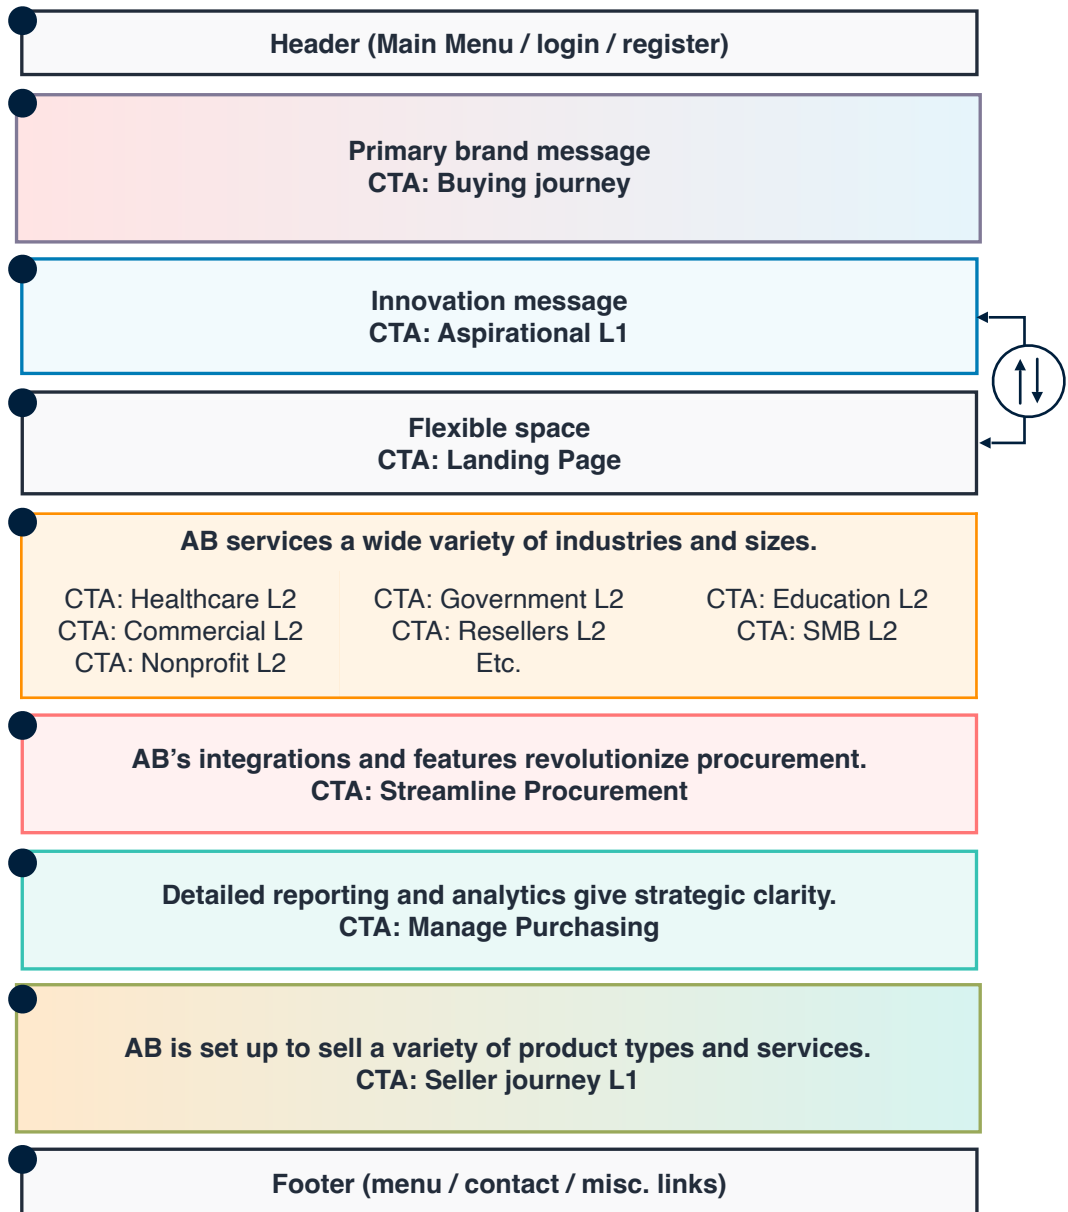 Header (Main Menu / login / register)
Primary brand message
CTA: Buying journey
Innovation message
CTA: Aspirational L1
Flexible space
CTA: Landing Page
AB services a wide variety of industries and sizes.
CTA: Healthcare L2
CTA: Commercial L2
CTA: Nonprofit L2
CTA: Government L2
CTA: Resellers L2
Etc.
CTA: Education L2
CTA: SMB L2
AB’s integrations and features revolutionize procurement.
CTA: Streamline Procurement
Detailed reporting and analytics give strategic clarity.
CTA: Manage Purchasing
AB is set up to sell a variety of product types and services.
CTA: Seller journey L1
Footer (menu / contact / misc. links)